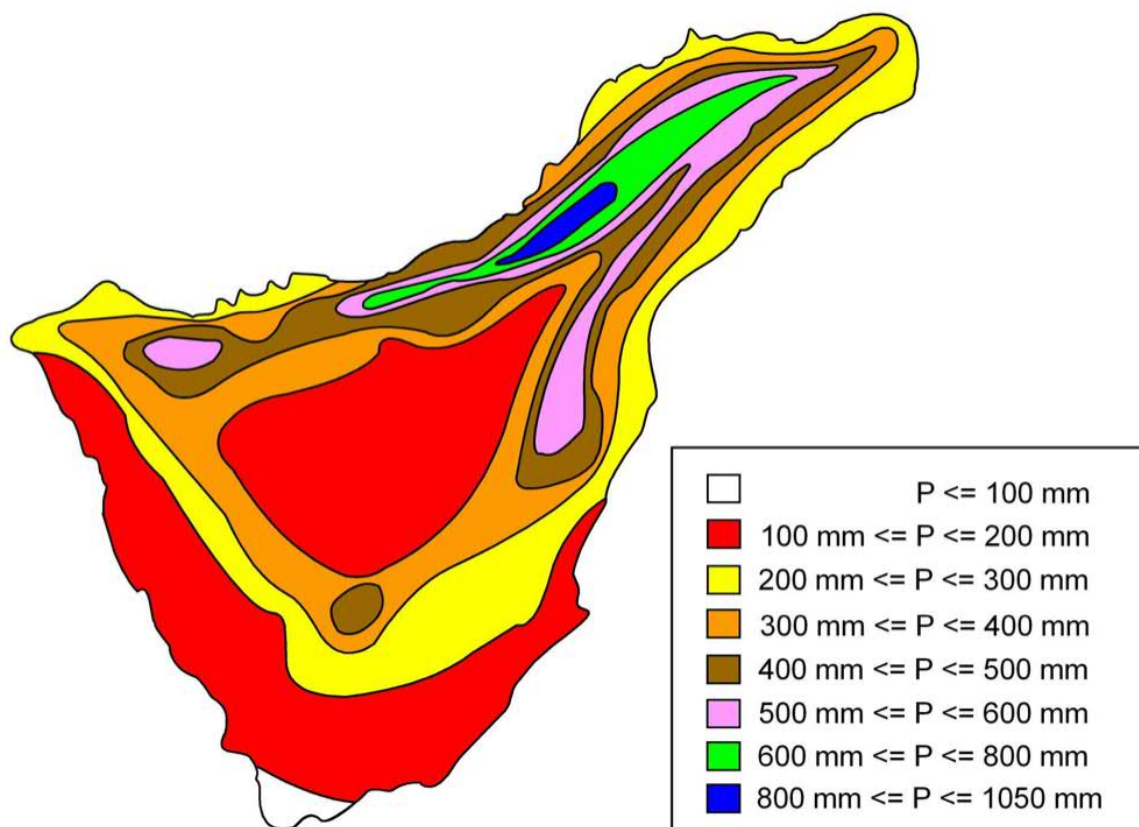 P <= 100 mm
100 mm <= P <= 200 mm
200 mm <= P <= 300 mm
300 mm <= P <= 400 mm
400 mm <= P <= 500 mm
500 mm <= P <= 600 mm
600 mm <= P <= 800 mm
800 mm <= P <= 1050 mm